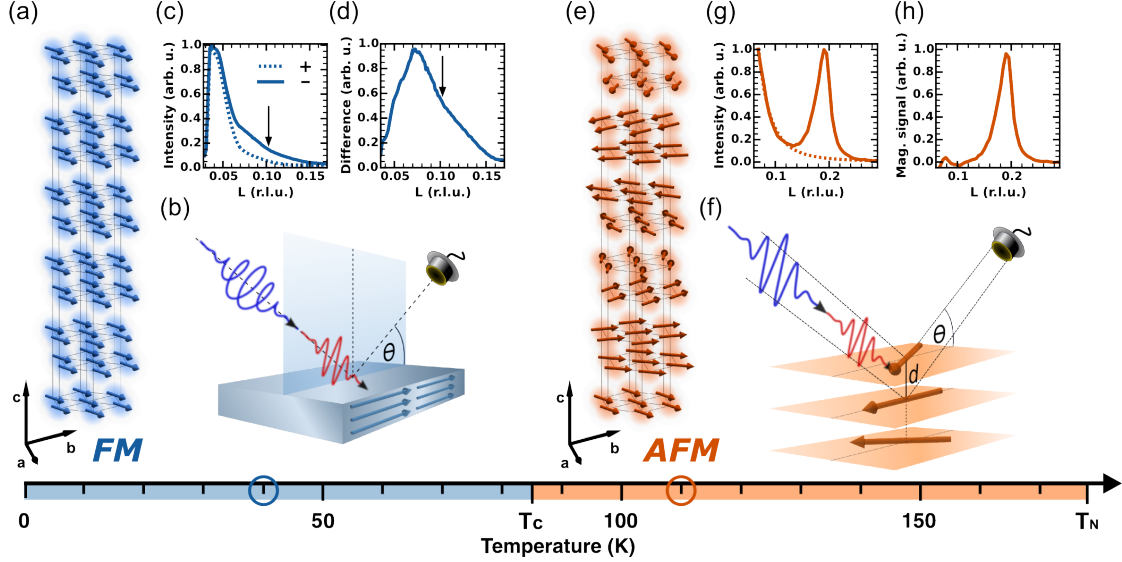 (a)
(c)
(d)
(e)
(g)
(h)
Intensity (arb. u.)
1.0
0.8
0.6
0.4
0.2
0.0
+
−
0.05
0.10
0.15
L (r.l.u.)
Difference (arb. u.)
1.0
0.8
0.6
0.4
0.2
0.0
0.05
0.10
0.15
L (r.l.u.)
Intensity (arb. u.)
1.0
0.8
0.6
0.4
0.2
0.0
0.1
0.2
L (r.l.u.)
Mag. signal (arb. u.)
1.0
0.8
0.6
0.4
0.2
0.0
0.1
0.2
L (r.l.u.)
(b)
θ
(f)
θ
d
c
b
a
FM
c
b
a
AFM
0
50
TC
100
150
TN
Temperature (K)